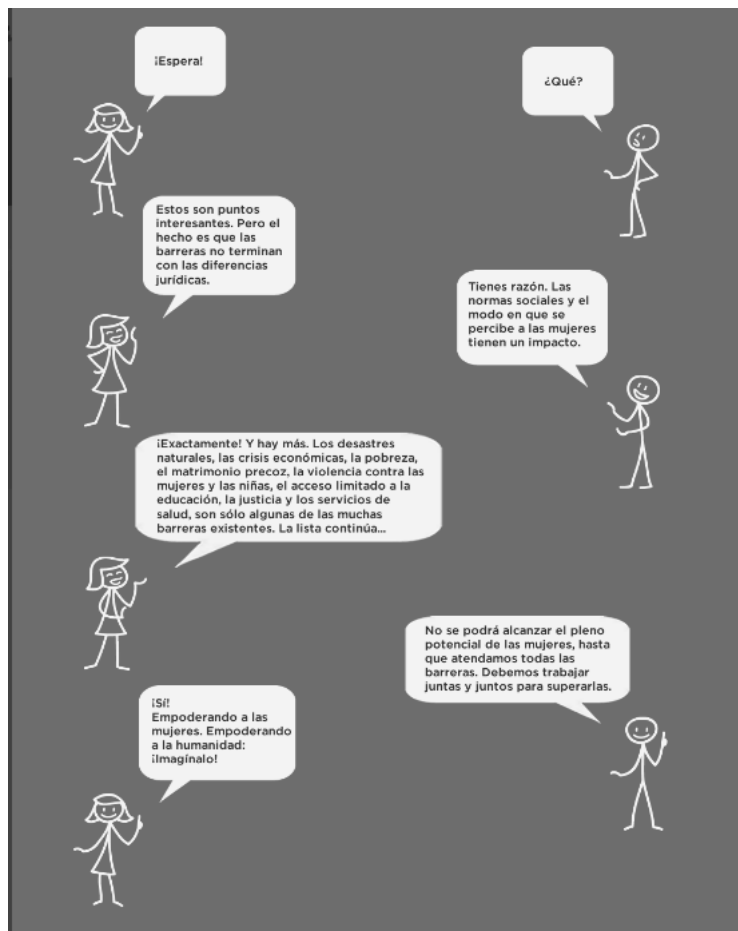 ¡Espera!
¿Qué?
Estos son puntos
interesantes. Pero el
hecho es que las
barreras no terminan
con las diferencias
jurídicas.
Tienes razón. Las
normas sociales y el
modo en que se
percibe a las mujeres
tienen un impacto.
¡Exactamente! Y hay más. Los desastres
naturales, las crisis económicas, la pobreza,
el matrimonio precoz, la violencia contra las
mujeres y las niñas, el acceso limitado a la
educación, la justicia y los servicios de
salud, son sólo algunas de las muchas
barreras existentes. La lista continúa...
No se podrá alcanzar el pleno
potencial de las mujeres, hasta
que atendamos todas las
barreras. Debemos trabajar
juntas y juntos para superarlas.
¡Sí!
Empoderando a las
mujeres. Empoderando
a la humanidad:
¡Imagínalo!